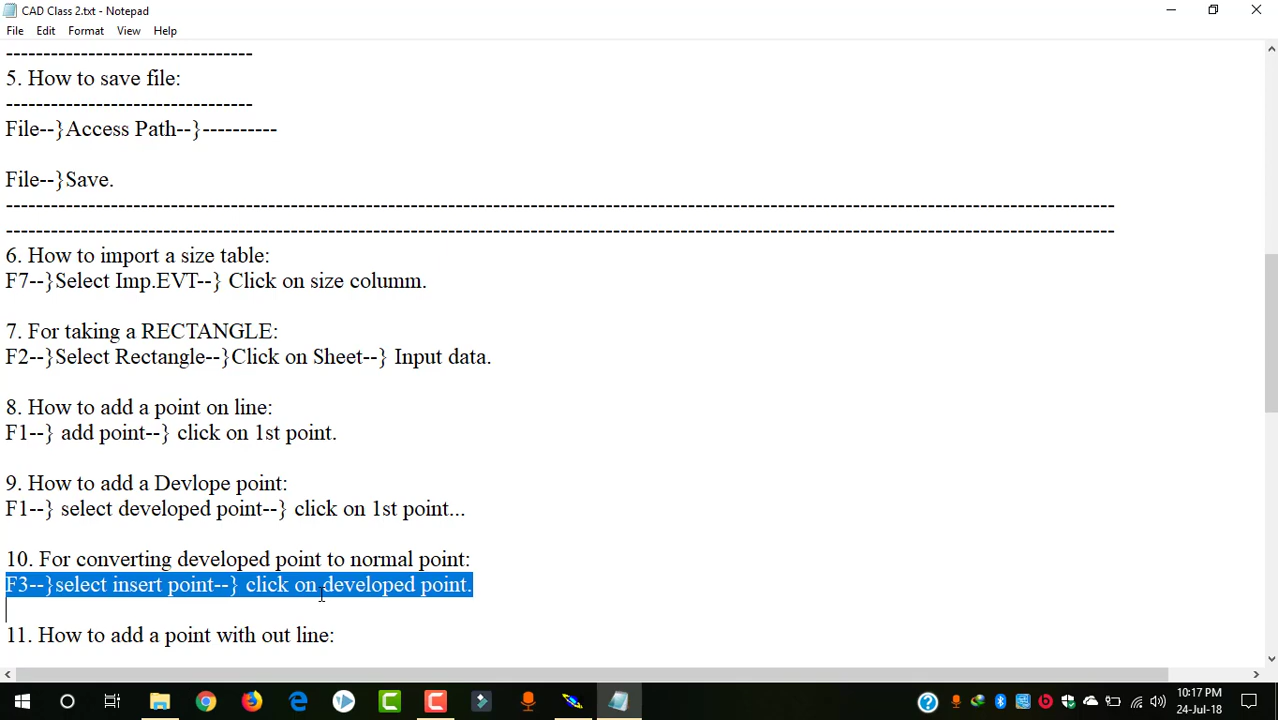 CAD Class 2.txt - Notepad
File Edit Format View Help
---------------------------------
5. How to save file:
---------------------------------
File--}Access Path--}----------
File--}Save.
----------------------------------------------------------------------------------------------------------------------------------------------------
----------------------------------------------------------------------------------------------------------------------------------------------------
6. How to import a size table:
F7--}Select Imp.EVT--} Click on size columm.
7. For taking a RECTANGLE:
F2--}Select Rectangle--}Click on Sheet--} Input data.
8. How to add a point on line:
F1--} add point--} click on 1st point.
9. How to add a Devlope point:
F1--} select developed point--} click on 1st point...
10. For converting developed point to normal point:
F3--}select insert point--} click on developed point.
11. How to add a point with out line:
10:17 PM
24-Jul-18